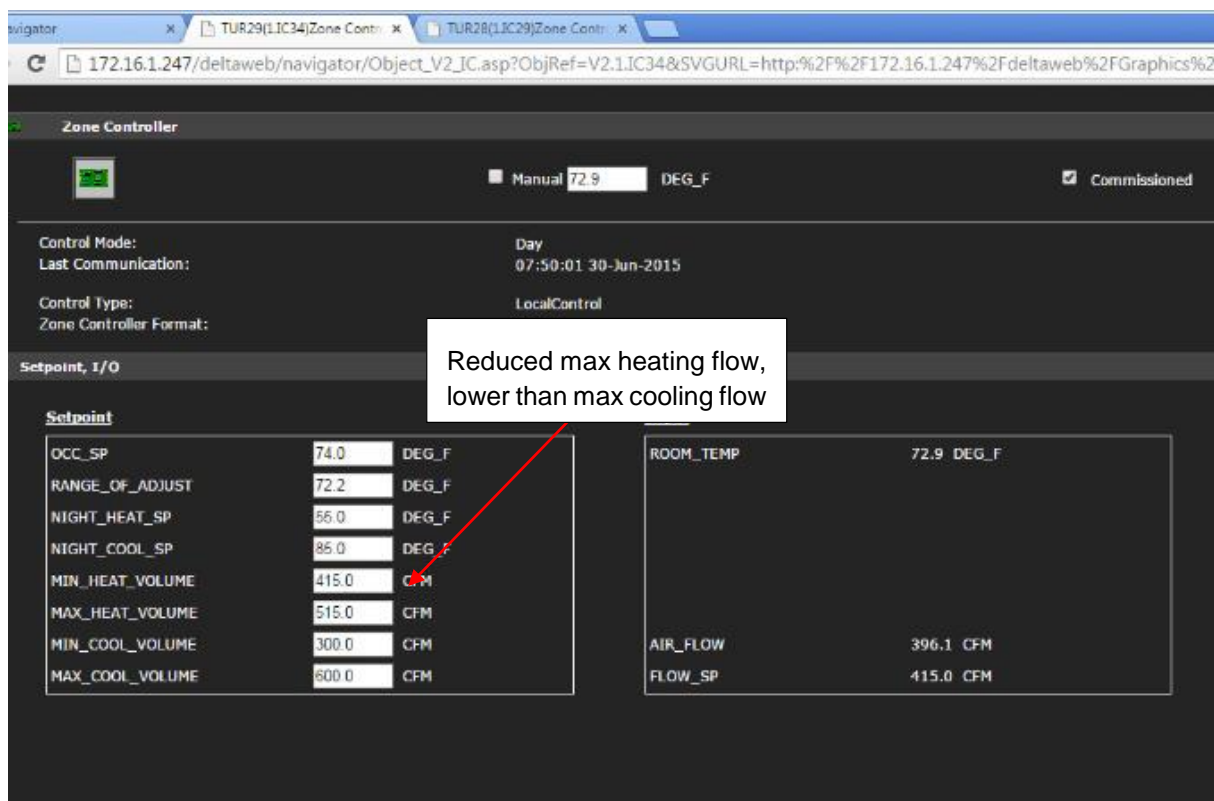 avigator × TUR29(1.IC34)Zone Contr × TUR28(1.IC29)Zone Contr ×
172.16.1.247/deltaweb/navigator/Object_V2_IC.asp?ObjRef=V2.1.IC34&SVGURL=http:%2F%2F172.16.1.247%2Fdeltaweb%2FGraphics%2
Zone Controller
Manual 72.9 DEG_F Commissioned
Control Mode: Day
Last Communication: 07:50:01 30-Jun-2015
Control Type: LocalControl
Zone Controller Format:
Reduced max heating flow,
lower than max cooling flow
Setpoint, I/O
Setpoint
OCC_SP 74.0 DEG_F ROOM_TEMP 72.9 DEG_F
RANGE_OF_ADJUST 72.2 DEG_F
NIGHT_HEAT_SP 55.0 DEG_F
NIGHT_COOL_SP 85.0 DEG_F
MIN_HEAT_VOLUME 415.0 CFM
MAX_HEAT_VOLUME 515.0 CFM
MIN_COOL_VOLUME 300.0 CFM AIR_FLOW 396.1 CFM
MAX_COOL_VOLUME 600.0 CFM FLOW_SP 415.0 CFM